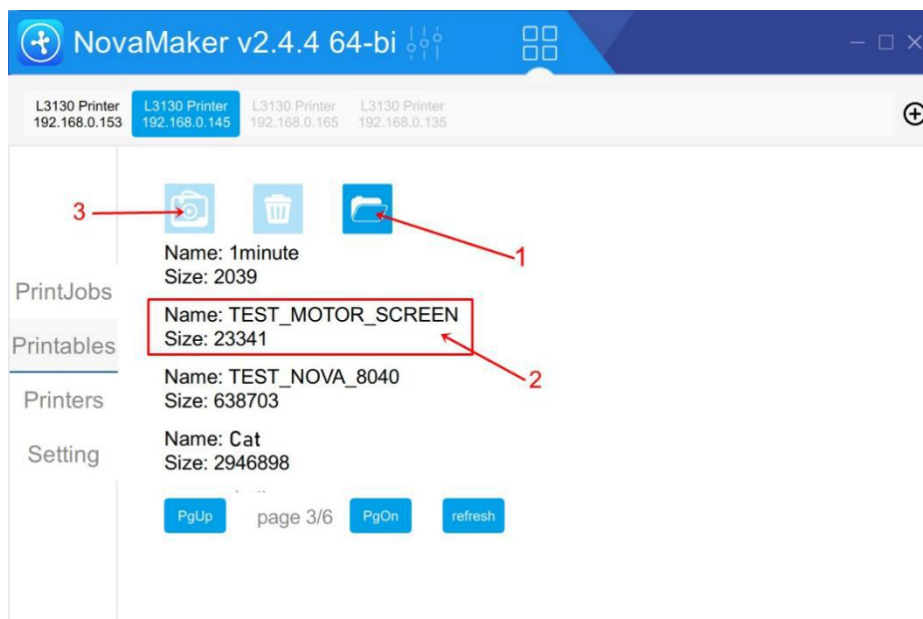 NovaMaker v2.4.4 64-bi
L3130 Printer
192.168.0.153
L3130 Printer
192.168.0.145
L3130 Printer
192.168.0.165
L3130 Printer
192.168.0.135
3
1
Name: 1minute
Size: 2039
PrintJobs
Name: TEST_MOTOR_SCREEN
Size: 23341
Printables
2
Name: TEST_NOVA_8040
Size: 638703
Printers
Name: Cat
Size: 2946898
Setting
PgUp
page 3/6
PgOn
refresh